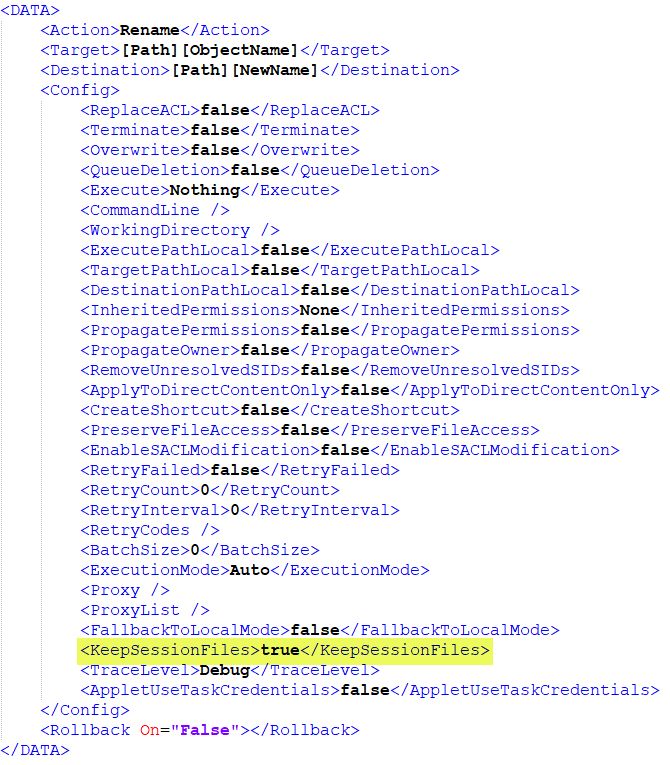 <DATA>
<Action>Rename</Action>
<Target>[Path][ObjectName]</Target>
<Destination>[Path][NewName]</Destination>
<Config>
<ReplaceACL>false</ReplaceACL>
<Terminate>false</Terminate>
<Overwrite>false</Overwrite>
<QueueDeletion>false</QueueDeletion>
<Execute>Nothing</Execute>
<CommandLine />
<WorkingDirectory />
<ExecutePathLocal>false</ExecutePathLocal>
<TargetPathLocal>false</TargetPathLocal>
<DestinationPathLocal>false</DestinationPathLocal>
<InheritedPermissions>None</InheritedPermissions>
<PropagatePermissions>false</PropagatePermissions>
<PropagateOwner>false</PropagateOwner>
<RemoveUnresolvedSIDs>false</RemoveUnresolvedSIDs>
<ApplyToDirectContentOnly>false</ApplyToDirectContentOnly>
<CreateShortcut>false</CreateShortcut>
<PreserveFileAccess>false</PreserveFileAccess>
<EnableSACLModification>false</EnableSACLModification>
<RetryFailed>false</RetryFailed>
<RetryCount>0</RetryCount>
<RetryInterval>0</RetryInterval>
<RetryCodes />
<BatchSize>0</BatchSize>
<ExecutionMode>Auto</ExecutionMode>
<Proxy />
<ProxyList />
<FallbackToLocalMode>false</FallbackToLocalMode>
<KeepSessionFiles>true</KeepSessionFiles>
<TraceLevel>Debug</TraceLevel>
<AppletUseTaskCredentials>false</AppletUseTaskCredentials>
</Config>
<Rollback On="False"></Rollback>
</DATA>